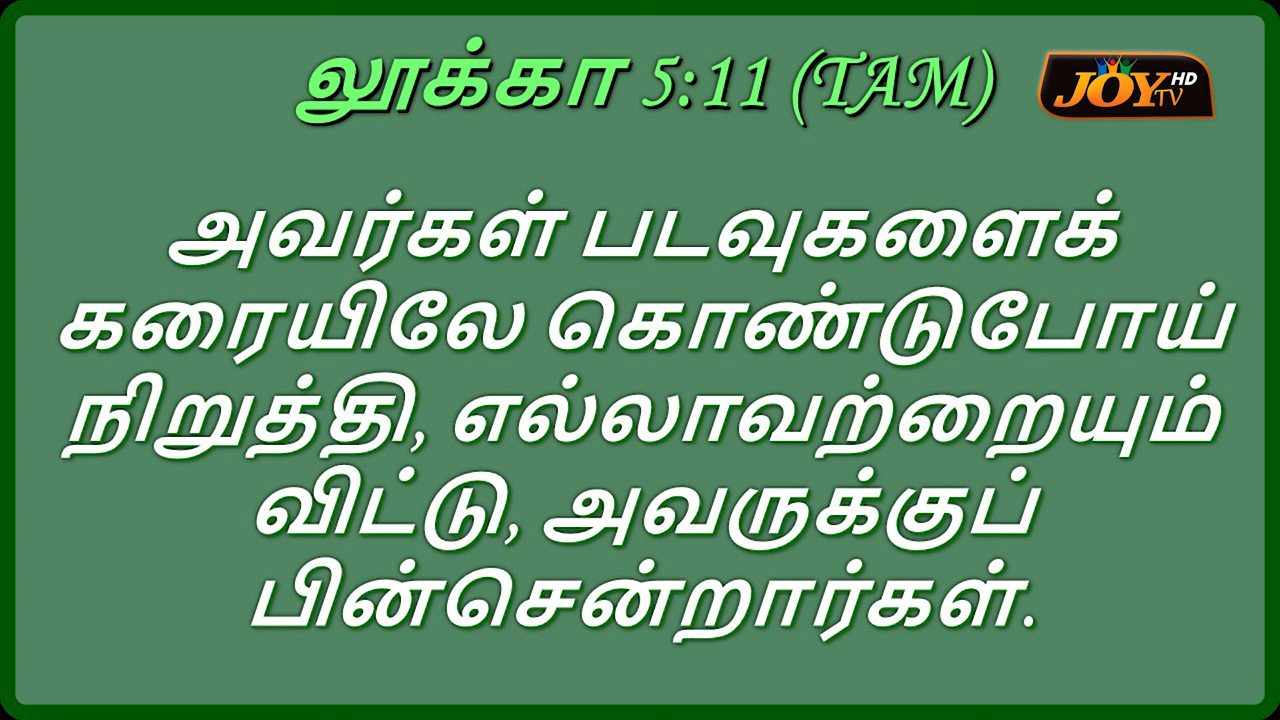 லூக்கா 5:11 (TAM)
JOY TV HD
அவர்கள் படவுகளைக்
கரையிலே கொண்டுபோய்
நிறுத்தி, எல்லாவற்றையும்
விட்டு, அவருக்குப்
பின்சென்றார்கள்.